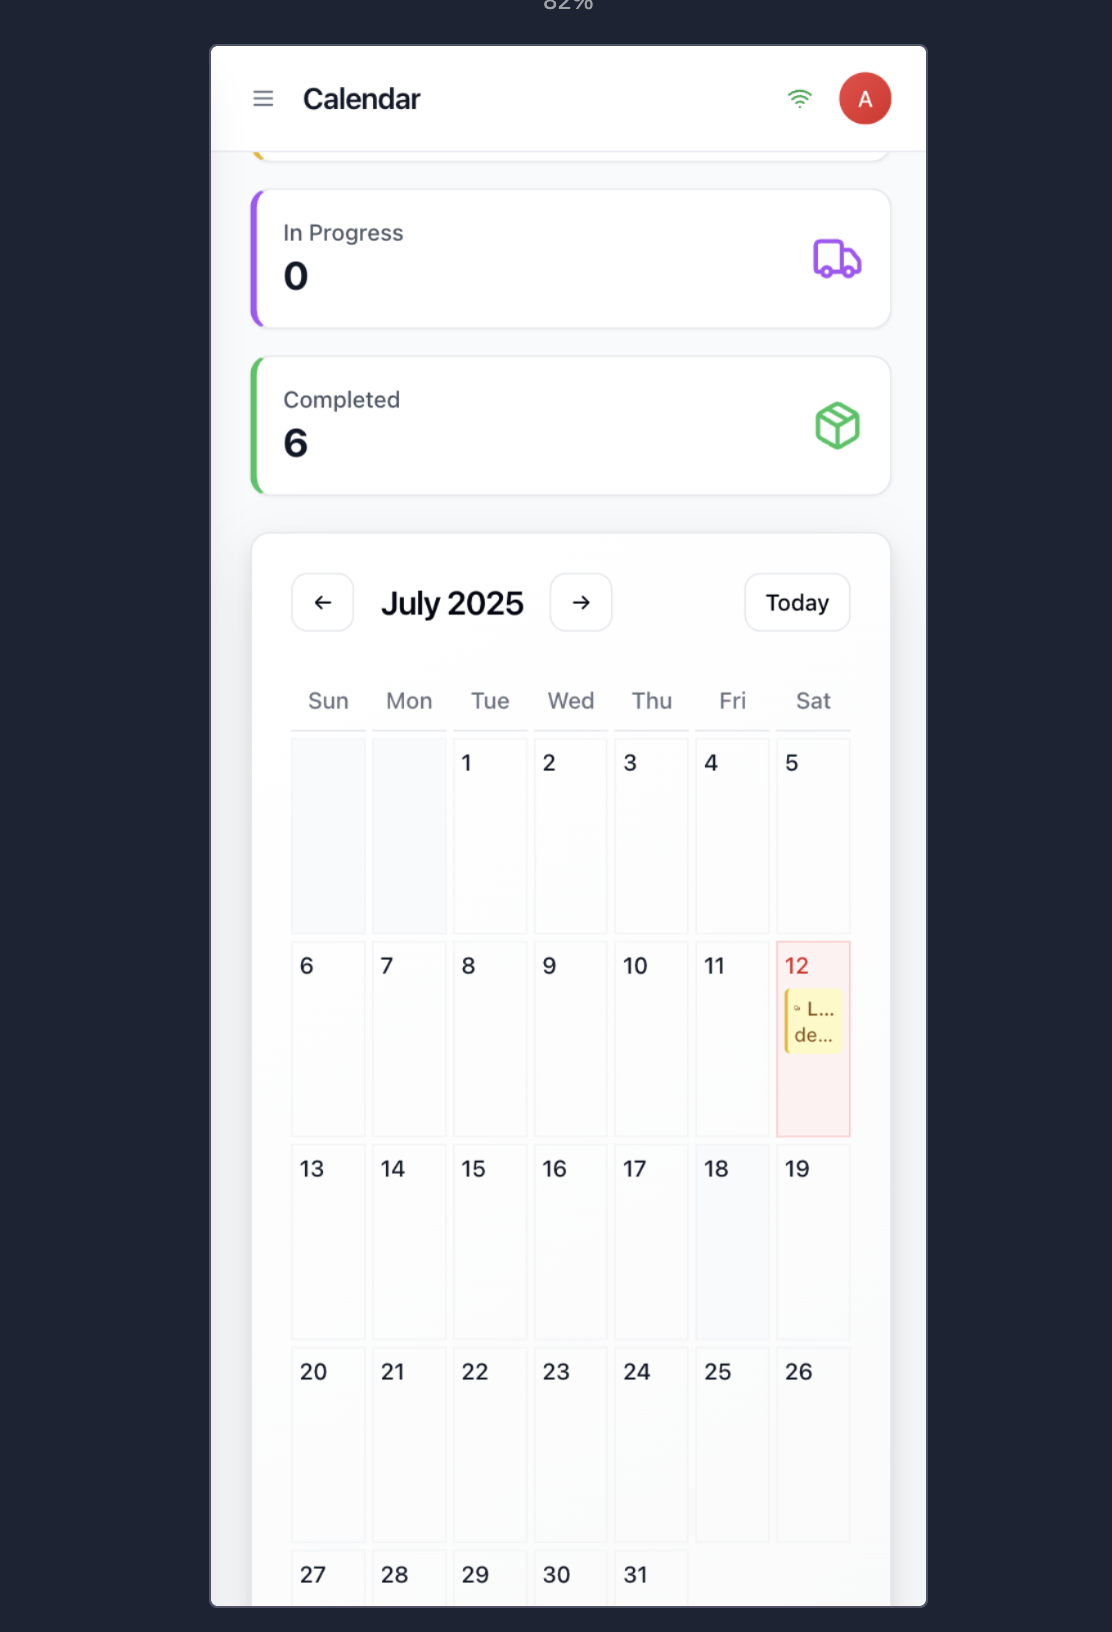 82%
Calendar
A
In Progress
0
Completed
6
July 2025
Today
Sun Mon Tue Wed Thu Fri Sat
1 2 3 4 5
6 7 8 9 10 11 12
L...
de...
13 14 15 16 17 18 19
20 21 22 23 24 25 26
27 28 29 30 31